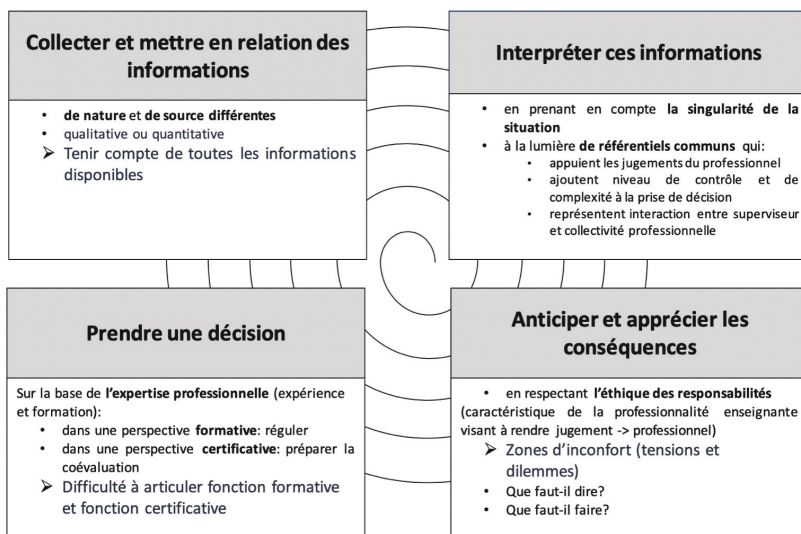 Collecter et mettre en relation des
informations
• de nature et de source différentes
• qualitative ou quantitative
➢ Tenir compte de toutes les informations
disponibles
Interpréter ces informations
• en prenant en compte la singularité de la
situation
• à la lumière de référentiels communs qui:
• appuient les jugements du professionnel
• ajoutent niveau de contrôle et de
complexité à la prise de décision
• représentent interaction entre superviseur
et collectivité professionnelle
Prendre une décision
Sur la base de l’expertise professionnelle (expérience
et formation):
• dans une perspective formative: réguler
• dans une perspective certificative: préparer la
coévaluation
➢ Difficulté à articuler fonction formative
et fonction certificative
Anticiper et apprécier les
conséquences
• en respectant l’éthique des responsabilités
(caractéristique de la professionnalité enseignante
visant à rendre jugement -> professionnel)
➢ Zones d’inconfort (tensions et
dilemmes)
• Que faut-il dire?
• Que faut-il faire?